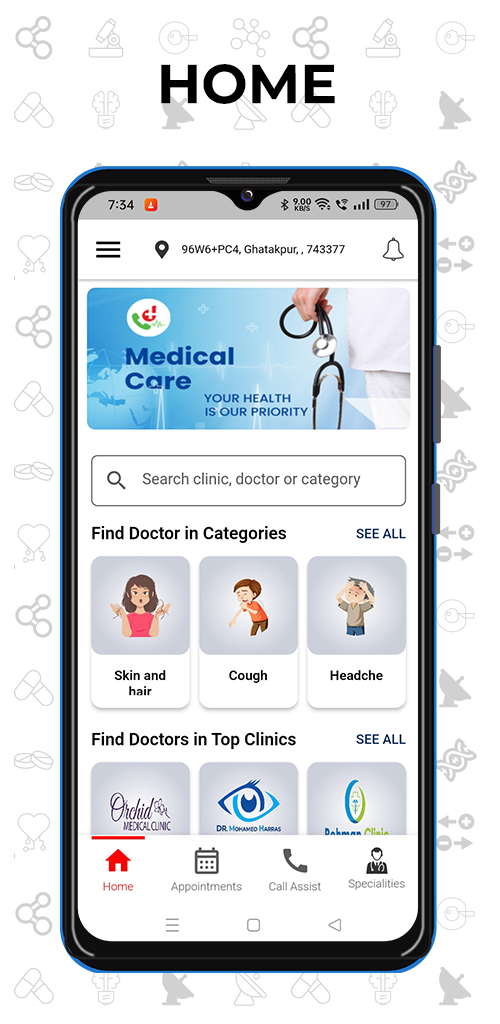 HOME
7:34
9.00
KB/S
97
96W6+PC4, Ghatakpur, , 743377
Medical
Care
YOUR HEALTH
IS OUR PRIORITY
Search clinic, doctor or category
Find Doctor in Categories
SEE ALL
Skin and
hair
Cough
Headche
Find Doctors in Top Clinics
SEE ALL
Orchid
MEDICAL CLINIC
DR. MOHAMED HARRAS
Rehman Clinic
Home
Appointments
Call Assist
Specialities